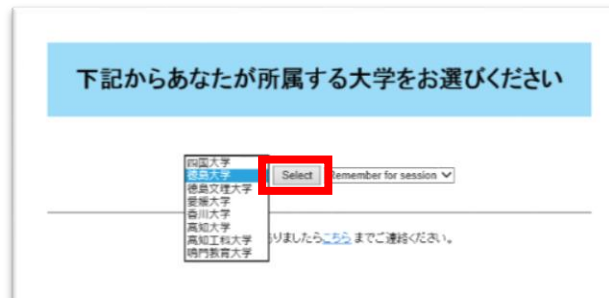 下記からあなたが所属する大学をお選びください
四国大学
徳島大学
徳島文理大学
愛媛大学
香川大学
高知大学
高知工科大学
鳴門教育大学
Select
Remember for session
りましたらこちら までご連絡ください。